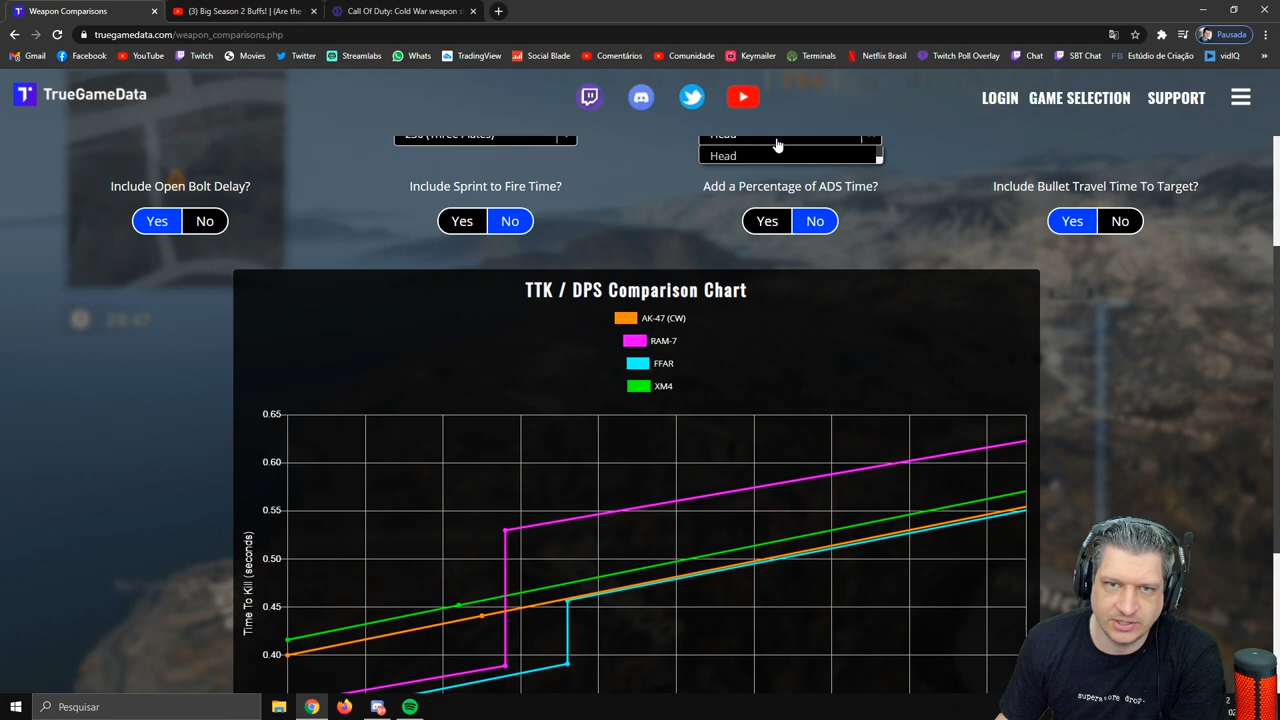 Weapon Comparisons
(3) Big Season 2 Buffs! | (Are the
Call Of Duty: Cold War weapon s
truegamedata.com/weapon_comparisons.php
Pausada
Gmail
Facebook
YouTube
Twitch
Movies
Twitter
Streamlabs
Whats
TradingView
Social Blade
Comentários
Comunidade
Keymailer
Terminals
Netflix Brasil
Twitch Poll Overlay
Chat
SBT Chat
FB Estúdio de Criação
vidIQ
TrueGameData
LOGIN GAME SELECTION SUPPORT
Head
Include Open Bolt Delay?
Include Sprint to Fire Time?
Add a Percentage of ADS Time?
Include Bullet Travel Time To Target?
Yes No
Yes No
Yes No
Yes No
TTK / DPS Comparison Chart
AK-47 (CW)
RAM-7
FFAR
XM4
0.65
0.60
0.55
0.50
0.45
0.40
Time To Kill (seconds)
superstore drop.
Pesquisar